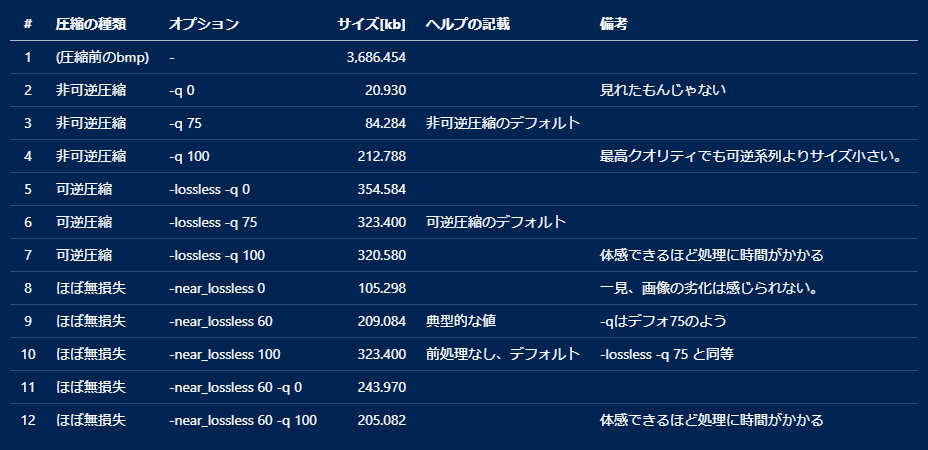 # 圧縮の種類 オプション サイズ[kb] ヘルプの記載 備考
1 (圧縮前のbmp) - 3,686.454
2 非可逆圧縮 -q 0 20.930 見れたもんじゃない
3 非可逆圧縮 -q 75 84.284 非可逆圧縮のデフォルト
4 非可逆圧縮 -q 100 212.788 最高クオリティでも可逆系列よりサイズ小さい。
5 可逆圧縮 -lossless -q 0 354.584
6 可逆圧縮 -lossless -q 75 323.400 可逆圧縮のデフォルト
7 可逆圧縮 -lossless -q 100 320.580 体感できるほど処理に時間がかかる
8 ほぼ無損失 -near_lossless 0 105.298 一見、画像の劣化は感じられない。
9 ほぼ無損失 -near_lossless 60 209.084 典型的な値 -qはデフォ75のよう
10 ほぼ無損失 -near_lossless 100 323.400 前処理なし、デフォルト -lossless -q 75 と同等
11 ほぼ無損失 -near_lossless 60 -q 0 243.970
12 ほぼ無損失 -near_lossless 60 -q 100 205.082 体感できるほど処理に時間がかかる